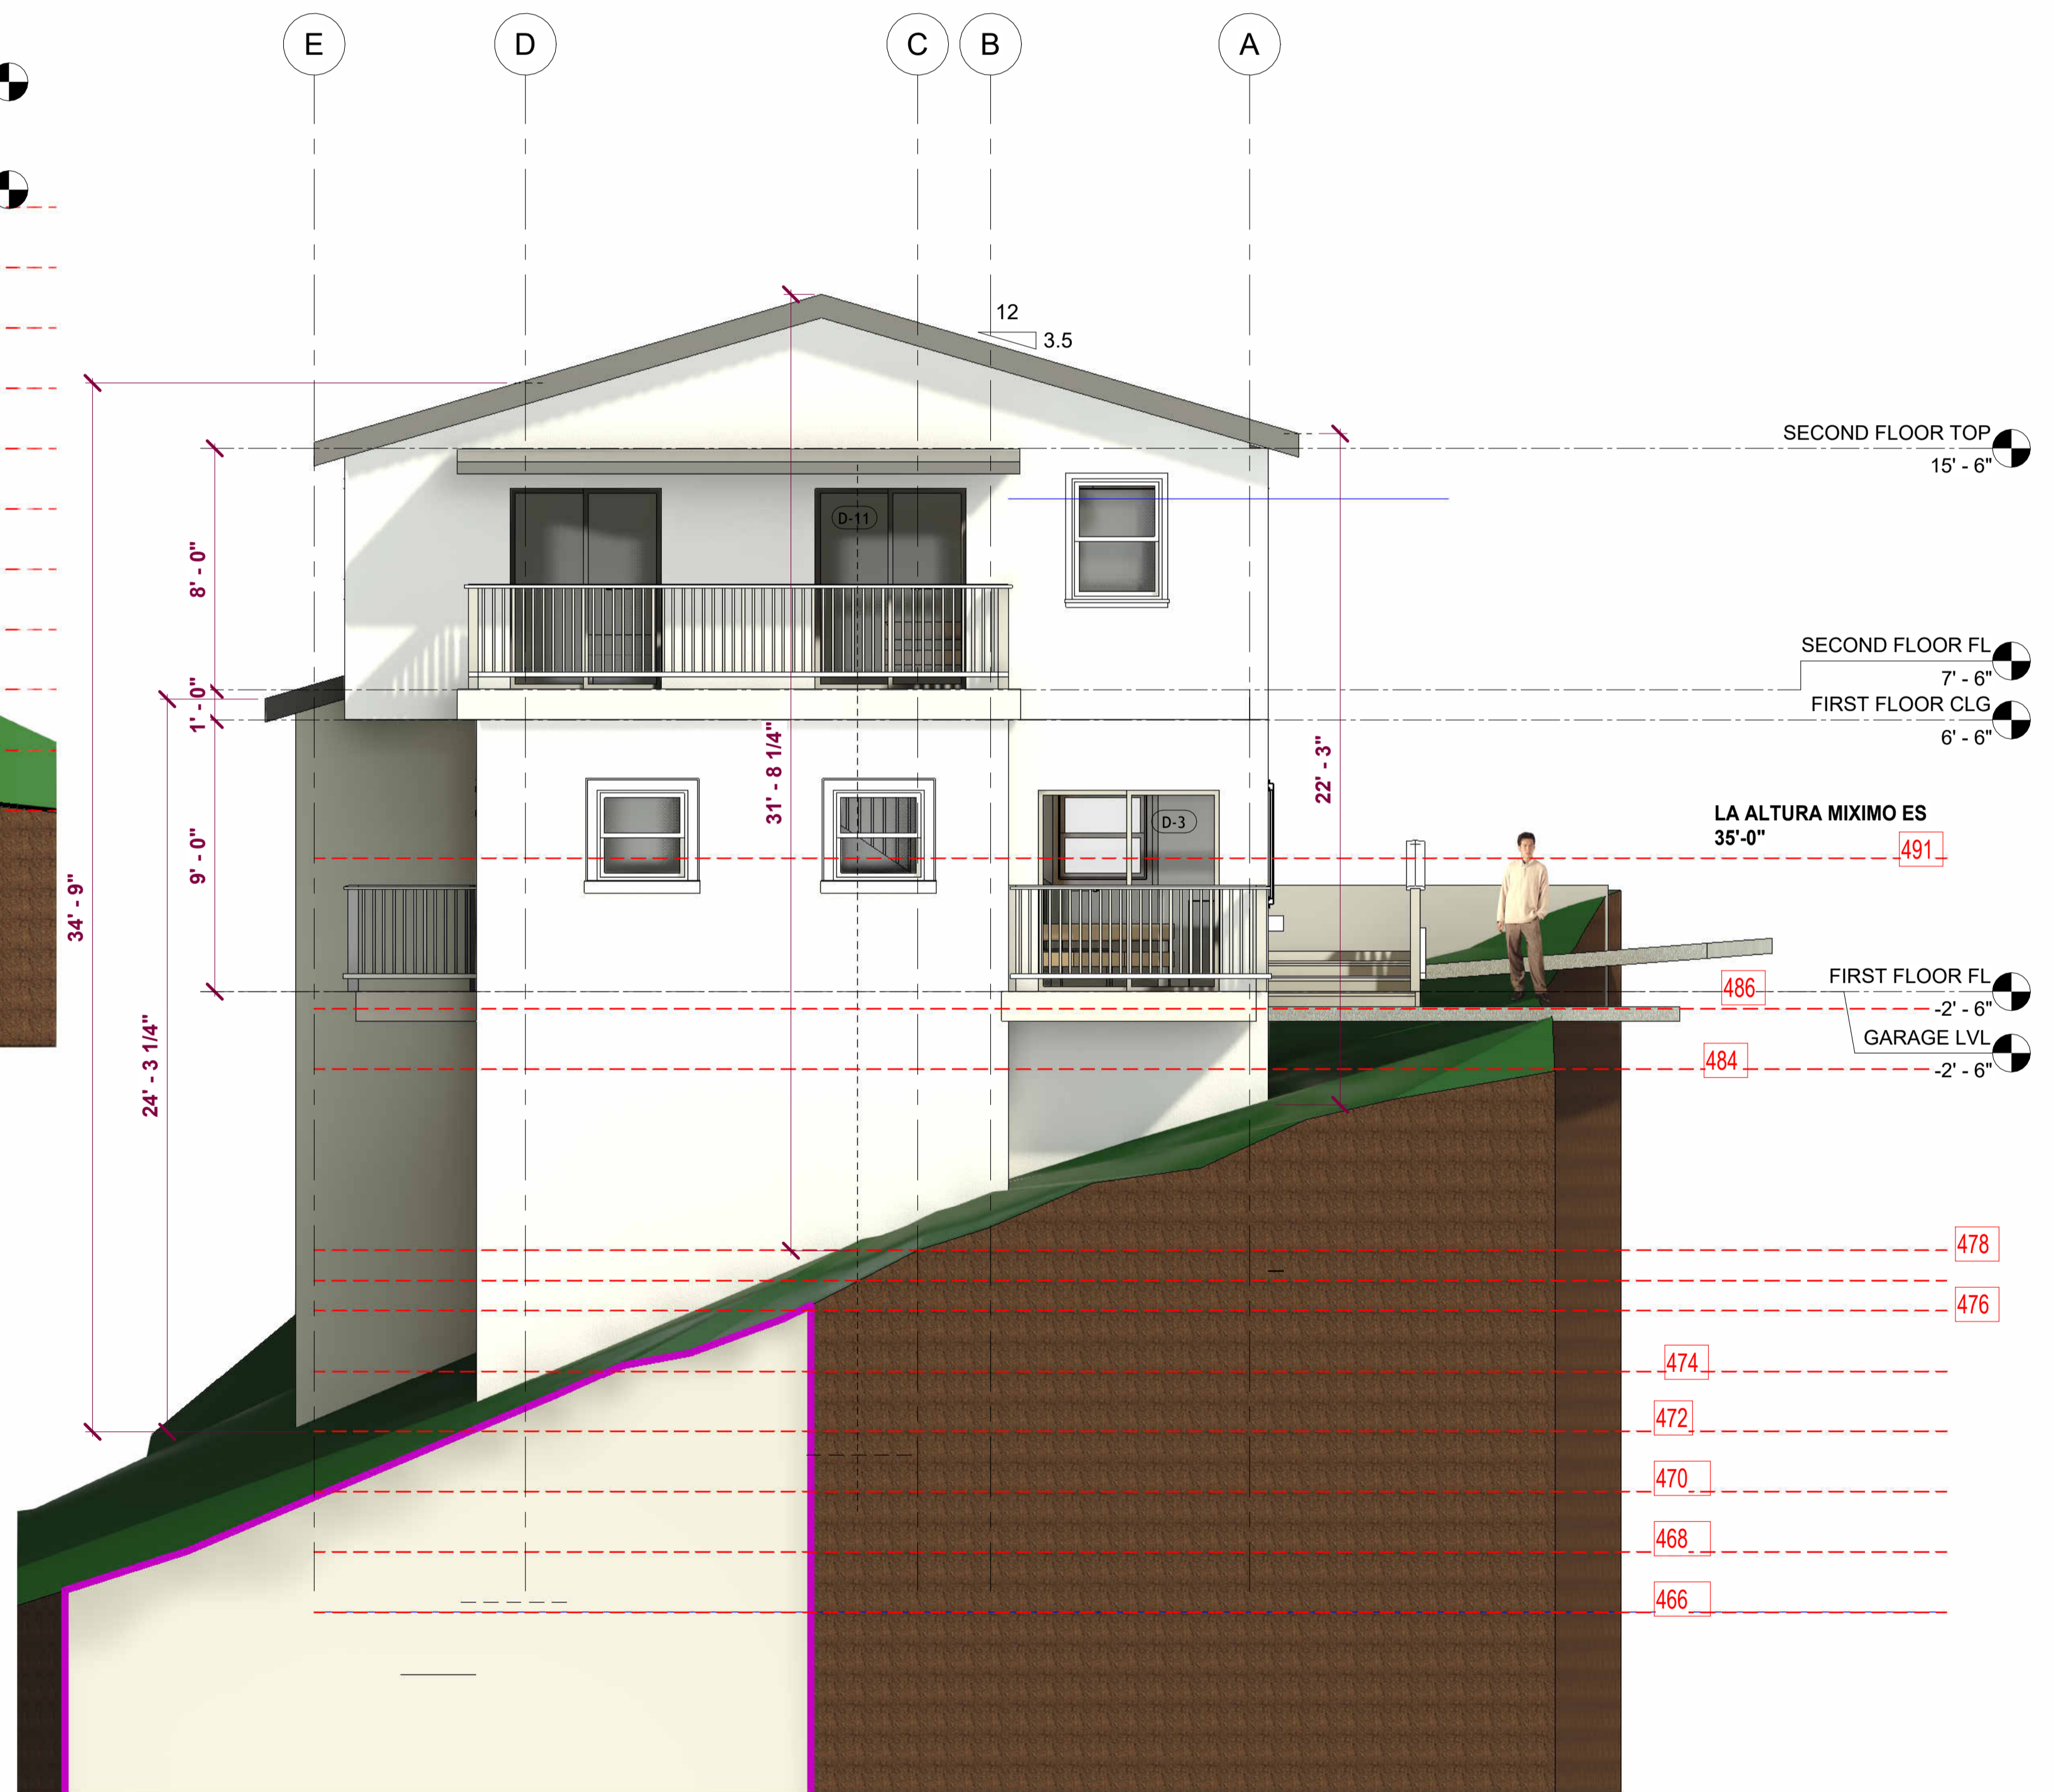 E
D
C
B
A
12
3.5
SECOND FLOOR TOP
15' - 6"
D-11
8' - 0"
SECOND FLOOR FL
7' - 6"
1' - 0"
FIRST FLOOR CLG
6' - 6"
31' - 8 1/4"
22' - 3"
LA ALTURA MIXIMO ES
35'-0"
D-3
491
9' - 0"
34' - 9"
FIRST FLOOR FL
486
-2' - 6"
24' - 3 1/4"
GARAGE LVL
484
-2' - 6"
478
476
474
472
470
468
466